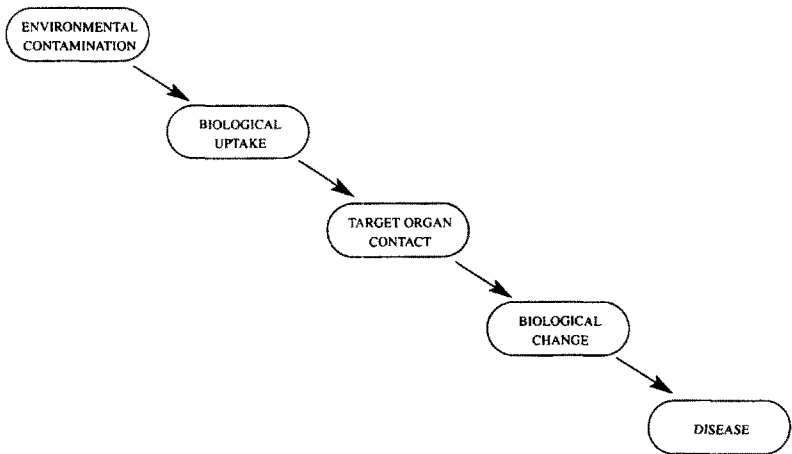 ENVIRONMENTAL
CONTAMINATION
BIOLOGICAL
UPTAKE
TARGET ORGAN
CONTACT
BIOLOGICAL
CHANGE
DISEASE